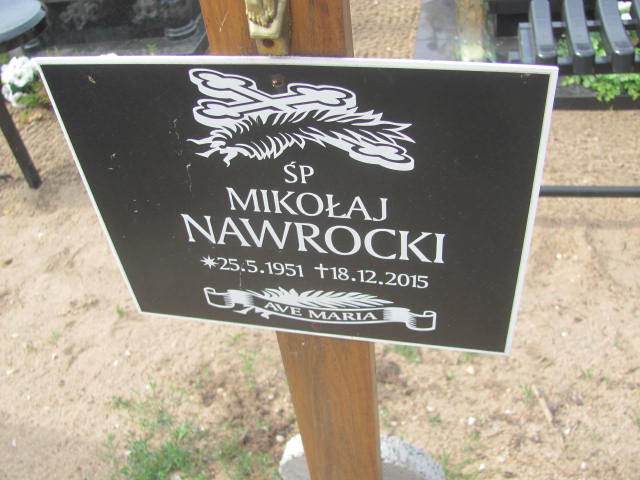 ŚP
MIKOŁAJ
NAWROCKI
*25.5.1951 †18.12.2015
AVE MARIA